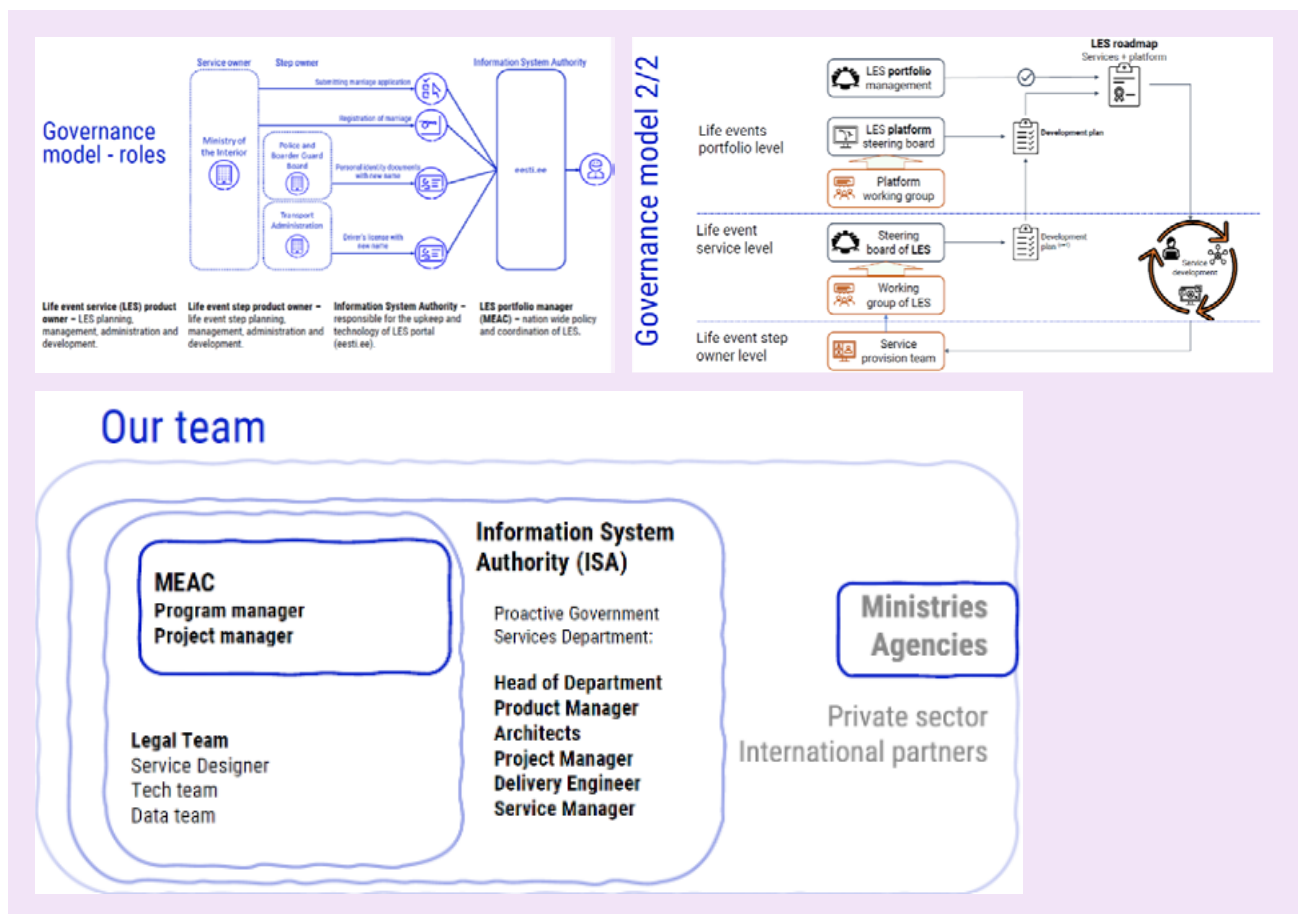 Governance
model - roles
Service owner
Step owner
Information System Authority
Submitting marriage application
Registration of marriage
Ministry of
the Interior
Police and
Boarder Guard
Board
Personal identity documents
with new name
eesti.ee
Transport
Administration
Driver's license with
new name
Life event service (LES) product
owner – LES planning,
management, administration and
development.
Life event step product owner –
life event step planning,
management, administration and
development.
Information System Authority –
responsible for the upkeep and
technology of LES portal
(eesti.ee).
LES portfolio manager
(MEAC) – nation wide policy
and coordination of LES.
Governance model 2/2
LES roadmap
Services + platform
LES portfolio
management
Life events
portfolio level
LES platform
steering board
Development plan
Platform
working group
Life event
service level
Steering
board of LES
Development
plan
Service
development
Working
group of LES
Life event step
owner level
Service
provision team
Our team
MEAC
Program manager
Project manager
Legal Team
Service Designer
Tech team
Data team
Information System
Authority (ISA)
Proactive Government
Services Department:
Head of Department
Product Manager
Architects
Project Manager
Delivery Engineer
Service Manager
Ministries
Agencies
Private sector
International partners